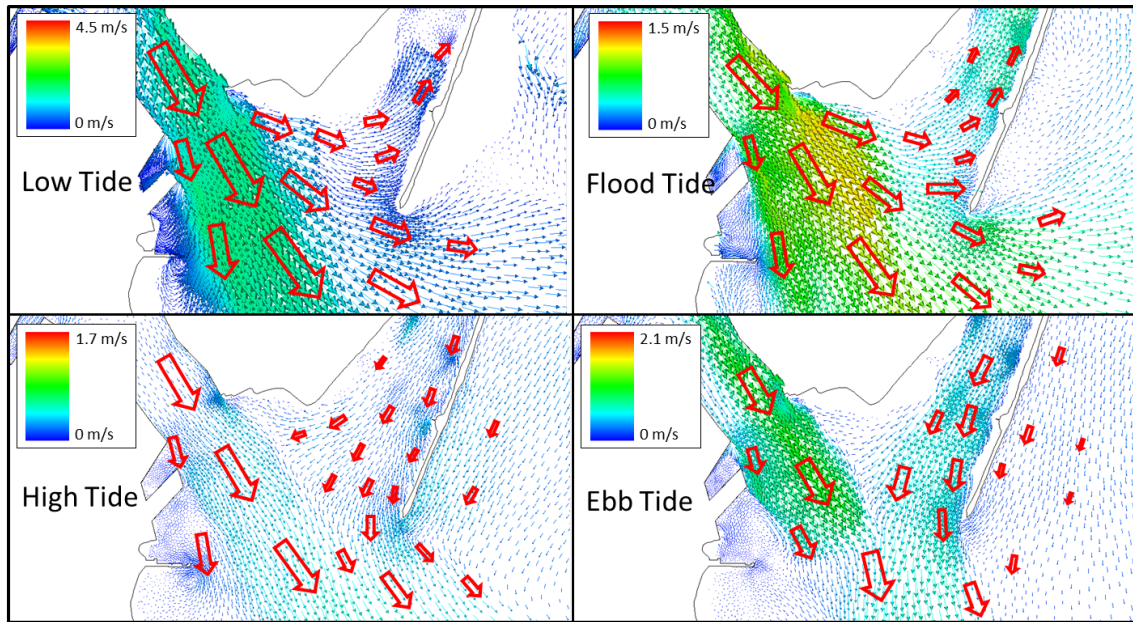 4.5 m/s
0 m/s
Low Tide
1.5 m/s
0 m/s
Flood Tide
1.7 m/s
0 m/s
High Tide
2.1 m/s
0 m/s
Ebb Tide